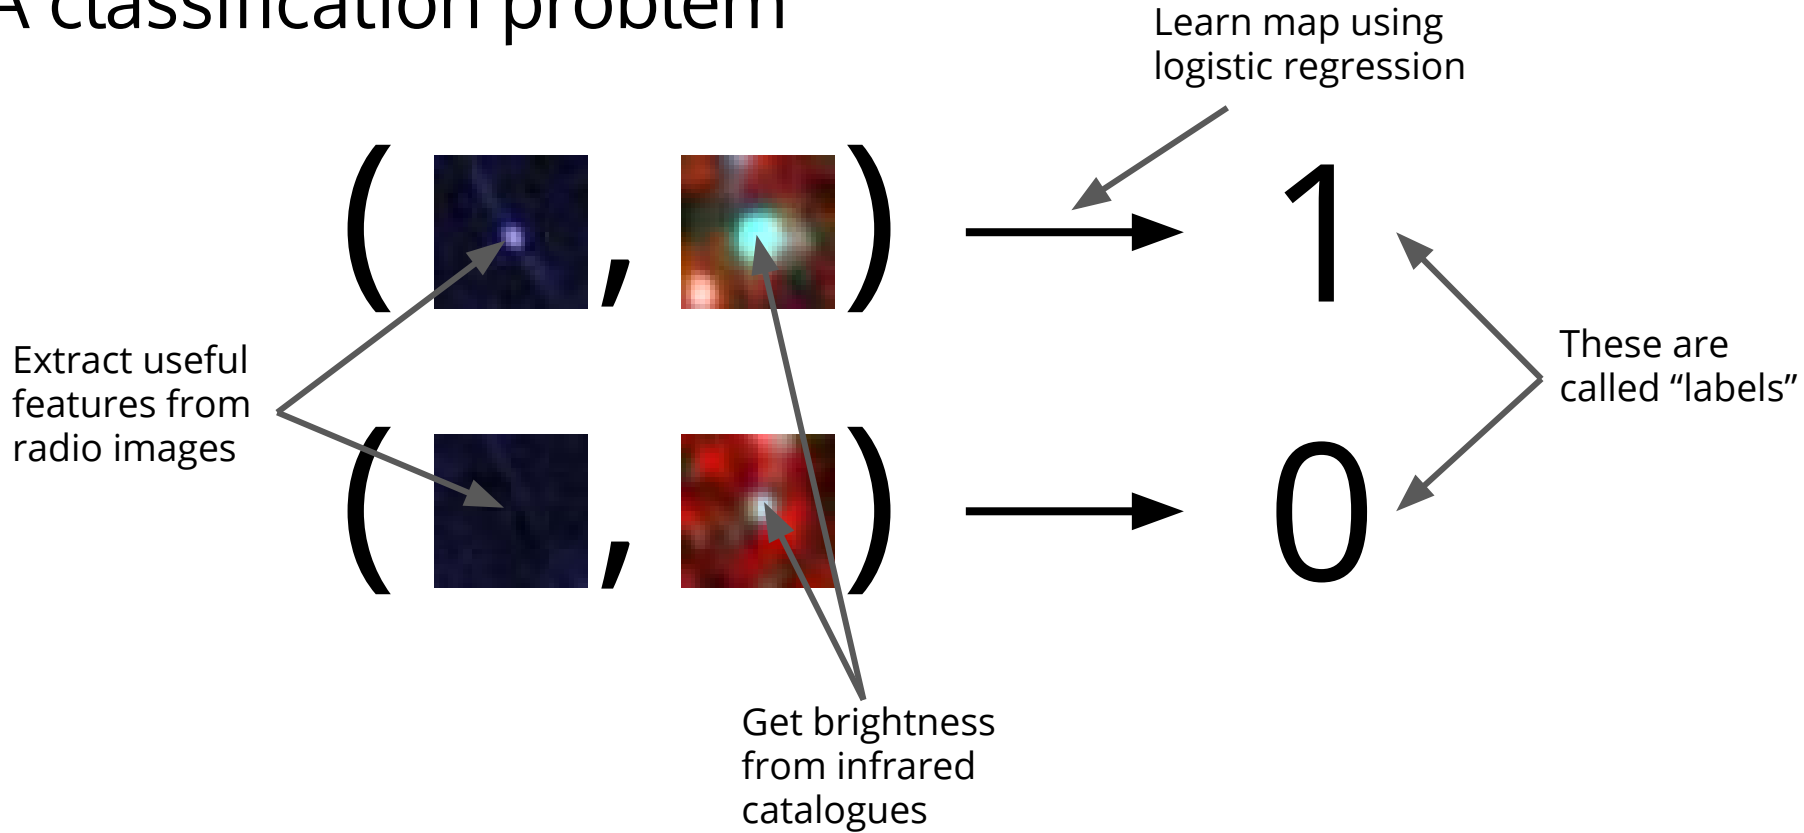 A classification problem
Learn map using
logistic regression
( , ) 1
Extract useful
features from
radio images
These are
called “labels”
( , ) 0
Get brightness
from infrared
catalogues